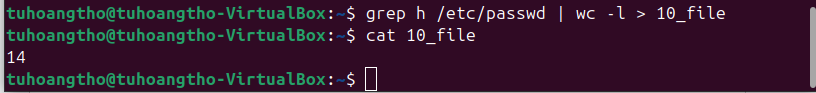 tuhoangtho@tuhoangtho-VirtualBox:~$ grep h /etc/passwd | wc -l > 10_file
tuhoangtho@tuhoangtho-VirtualBox:~$ cat 10_file
14
tuhoangtho@tuhoangtho-VirtualBox:~$